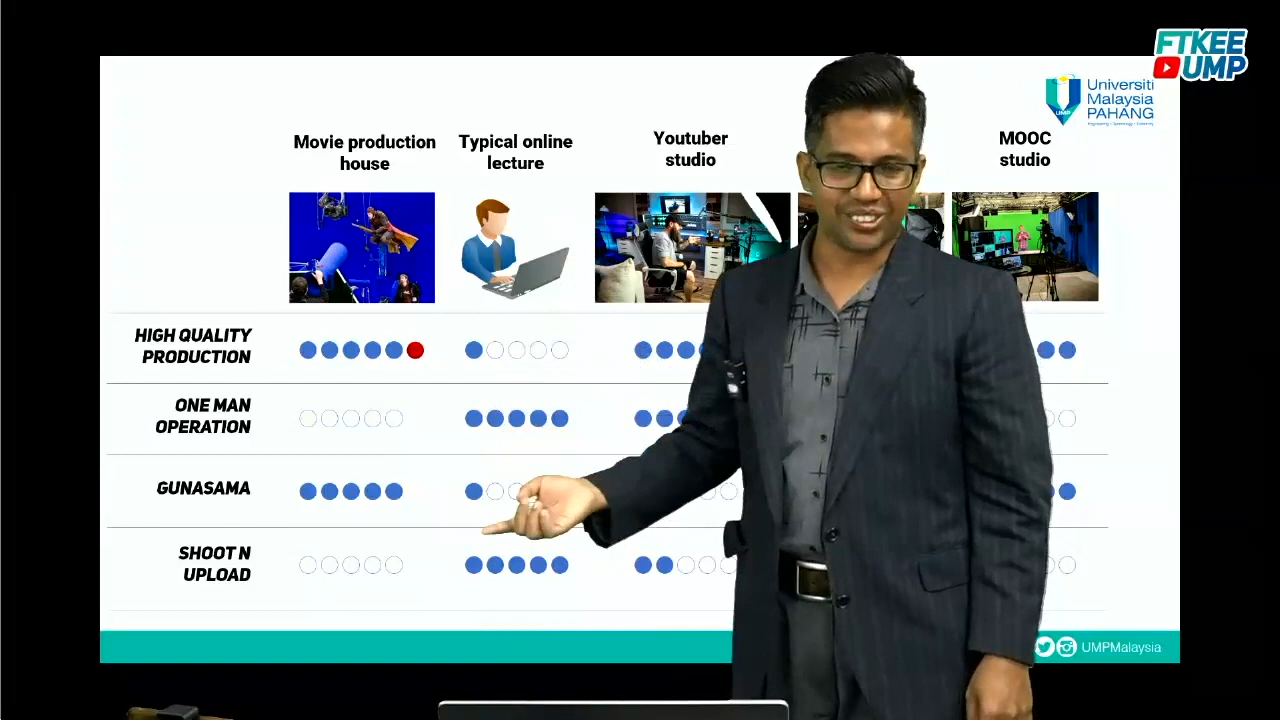 FTKEE
UMP
Universiti
Malaysia
PAHANG
Movie production
house
Typical online
lecture
Youtuber
studio
MOOC
studio
HIGH QUALITY
PRODUCTION
ONE MAN
OPERATION
GUNASAMA
SHOOT N
UPLOAD
UMPMalaysia